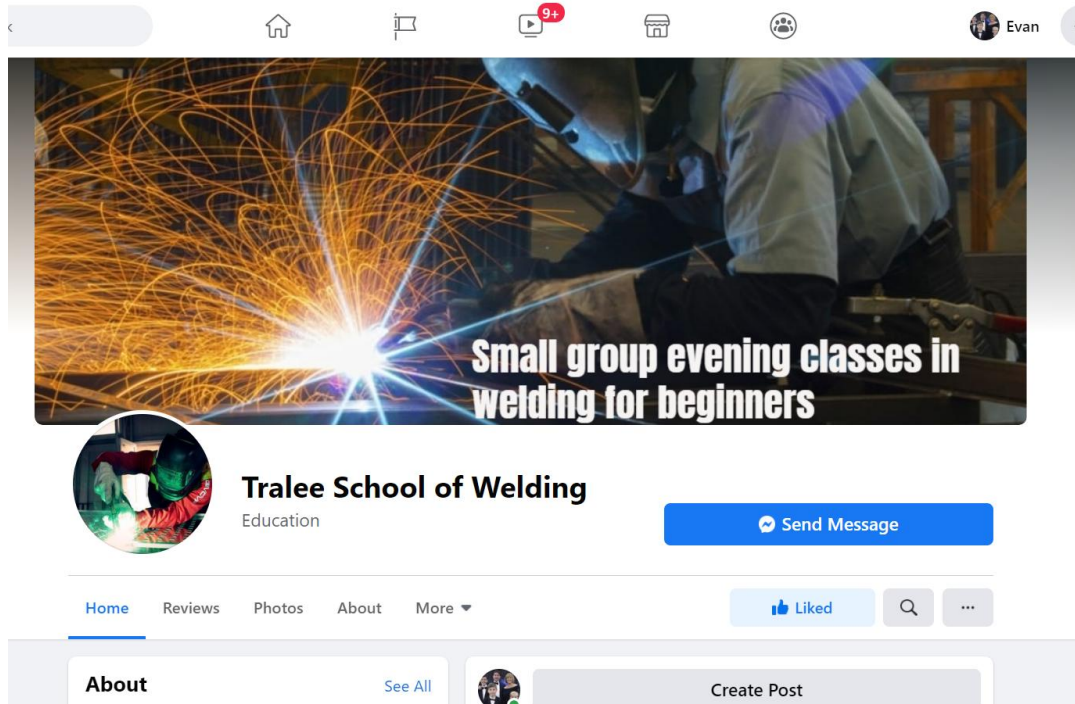 9+
Evan
Small group evening classes in
welding for beginners
Tralee School of Welding
Education
Send Message
Home Reviews Photos About More
Liked
About
See All
Create Post